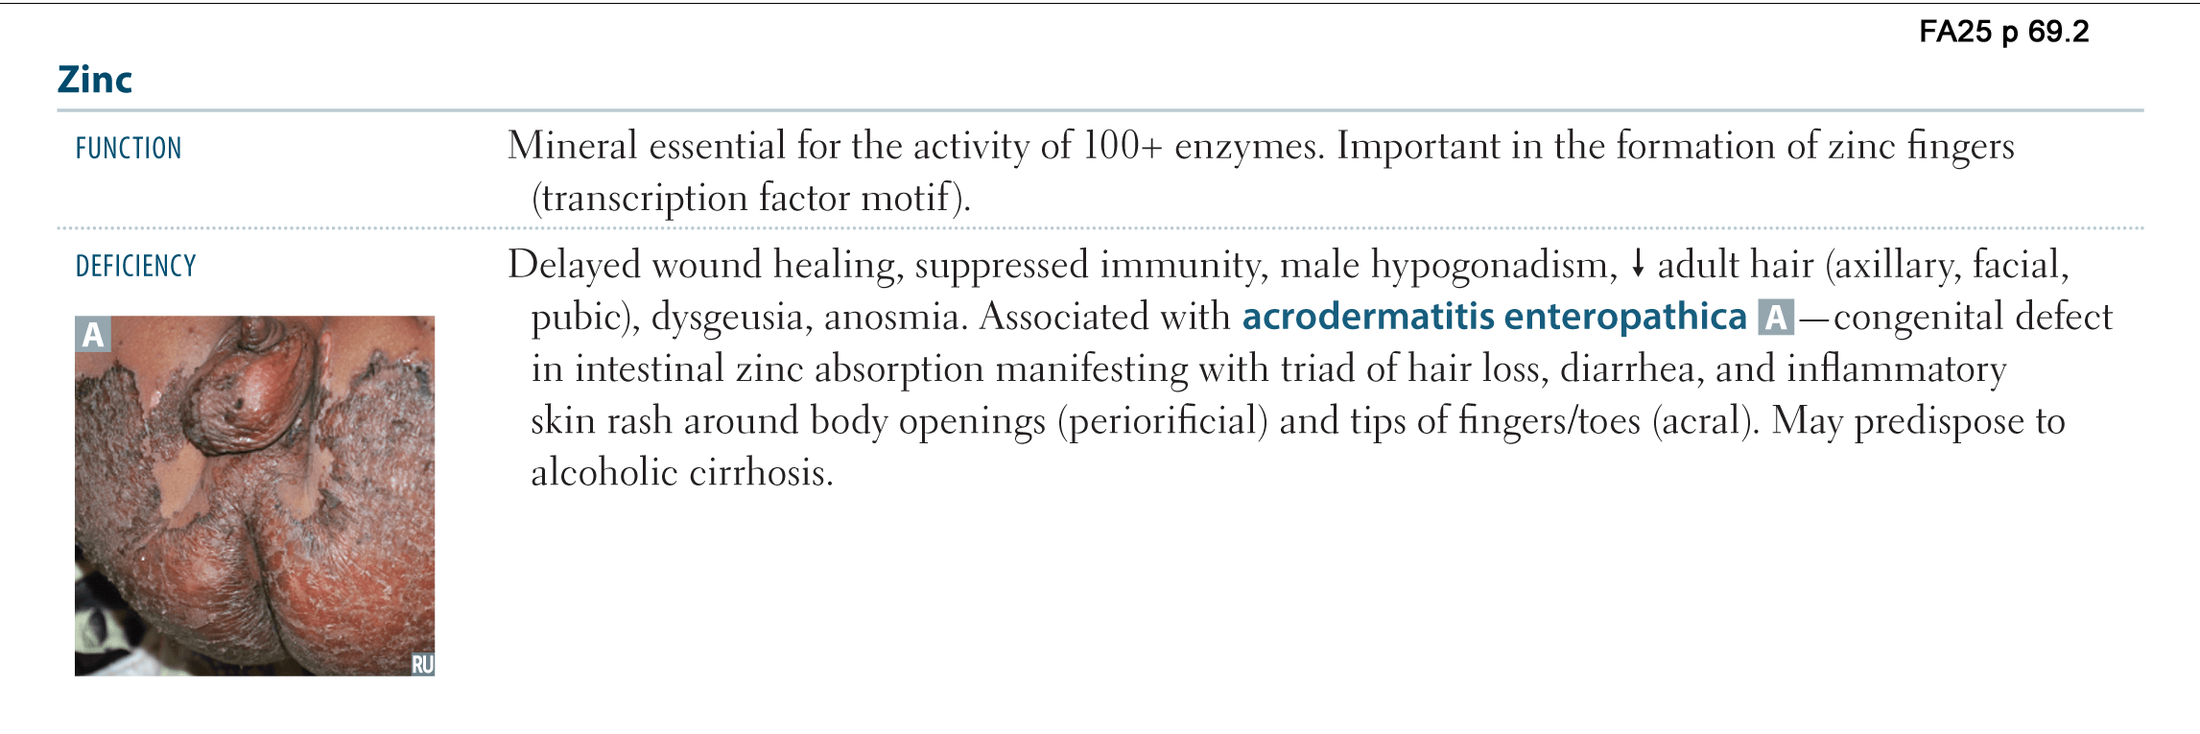 FA25 p 69.2
Zinc
FUNCTION
Mineral essential for the activity of 100+ enzymes. Important in the formation of zinc fingers
(transcription factor motif).
DEFICIENCY
Delayed wound healing, suppressed immunity, male hypogonadism, ↓ adult hair (axillary, facial,
pubic), dysgeusia, anosmia. Associated with acrodermatitis enteropathica A—congenital defect
in intestinal zinc absorption manifesting with triad of hair loss, diarrhea, and inflammatory
skin rash around body openings (periorificial) and tips of fingers/toes (acral). May predispose to
alcoholic cirrhosis.
A
RU